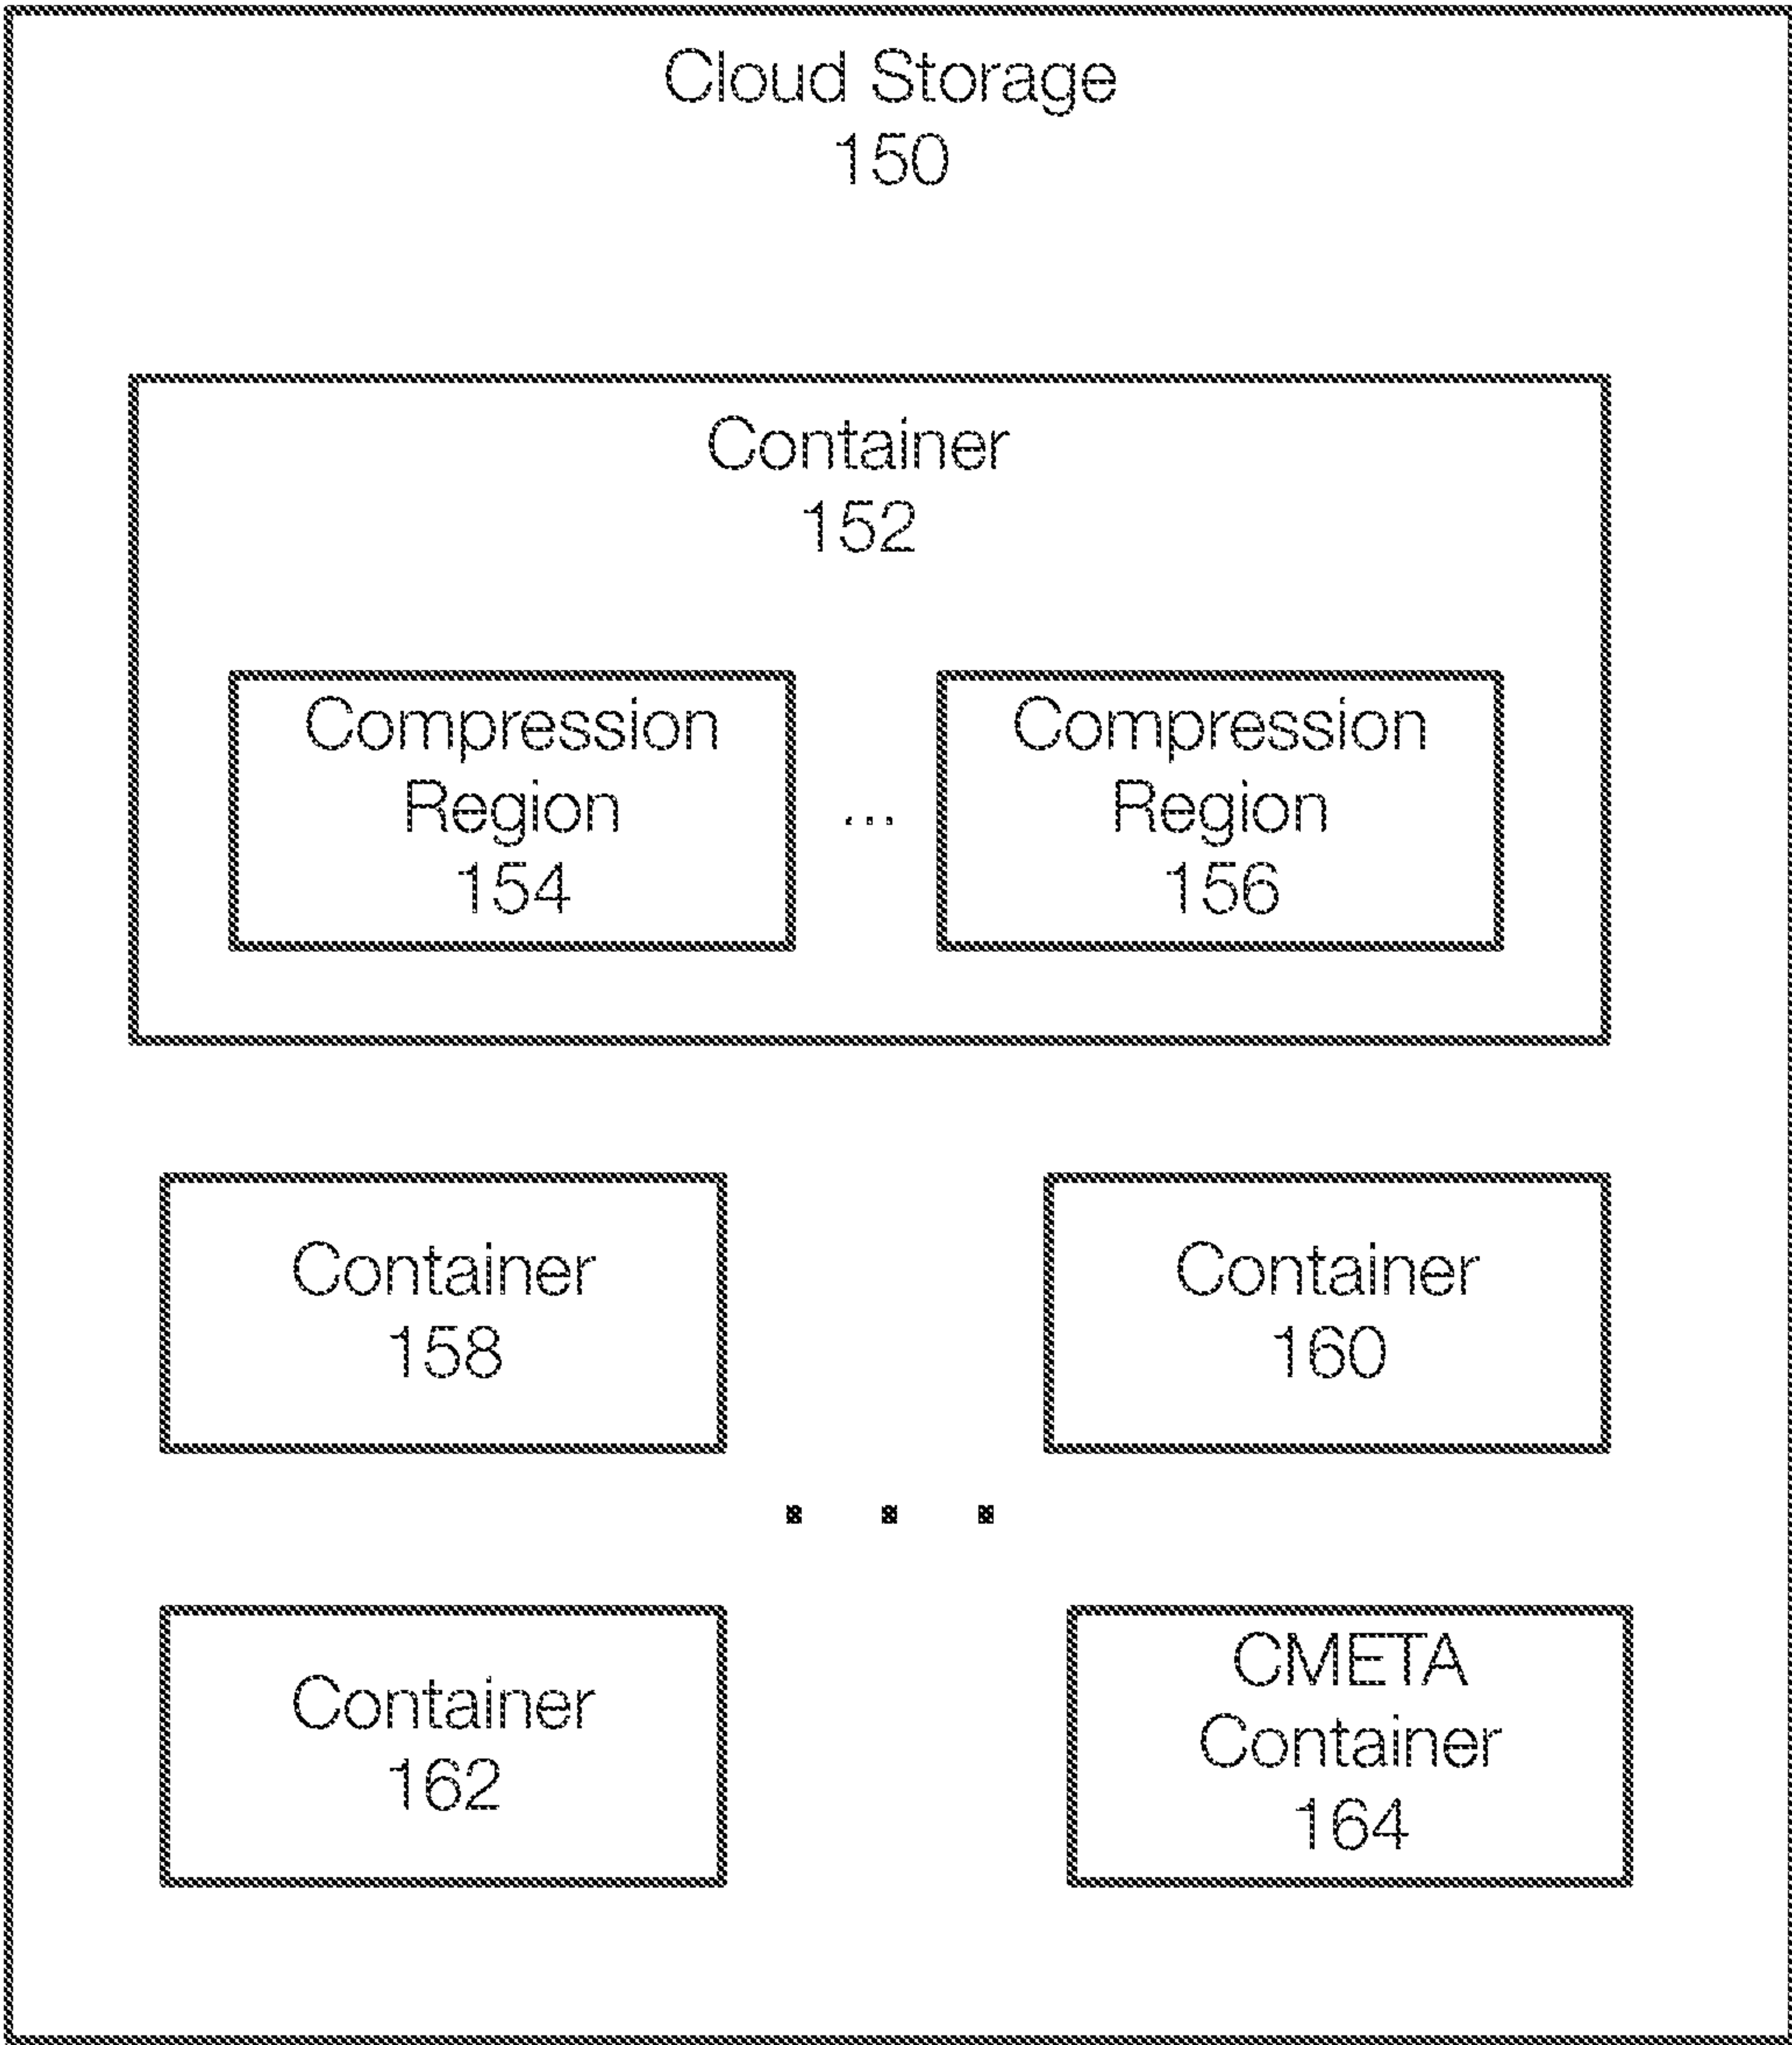 Cloud Storage
150
Container
152
Compression
Region
154
...
Compression
Region
156
Container
158
Container
160
. . .
Container
162
CMETA
Container
164